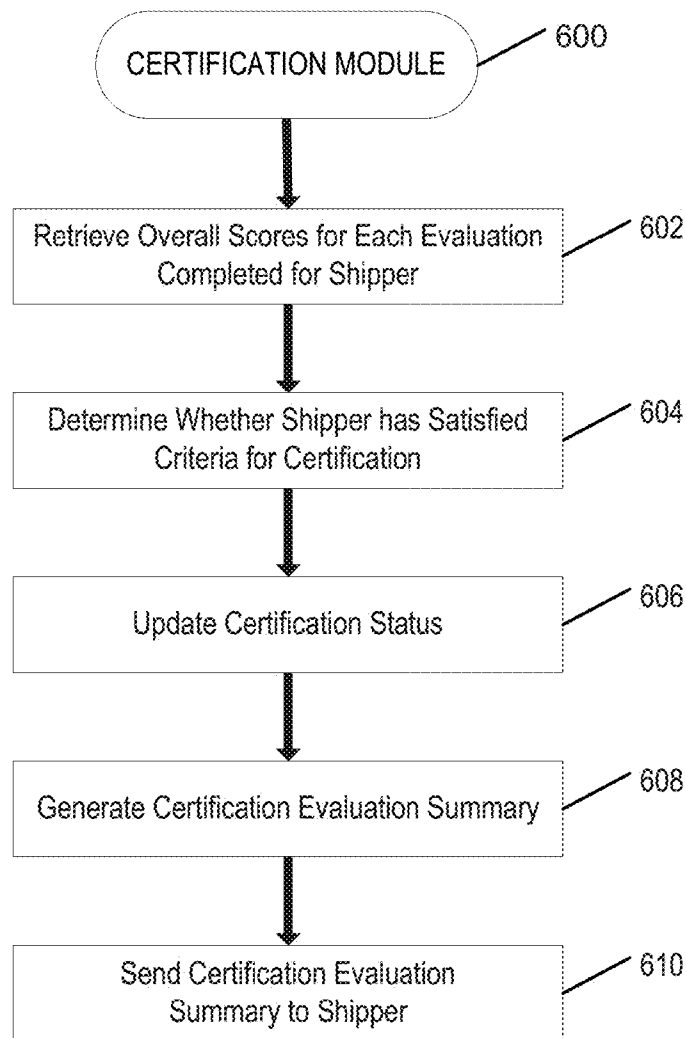 CERTIFICATION MODULE
600
Retrieve Overall Scores for Each Evaluation
Completed for Shipper
602
Determine Whether Shipper has Satisfied
Criteria for Certification
604
Update Certification Status
606
Generate Certification Evaluation Summary
608
Send Certification Evaluation
Summary to Shipper
610